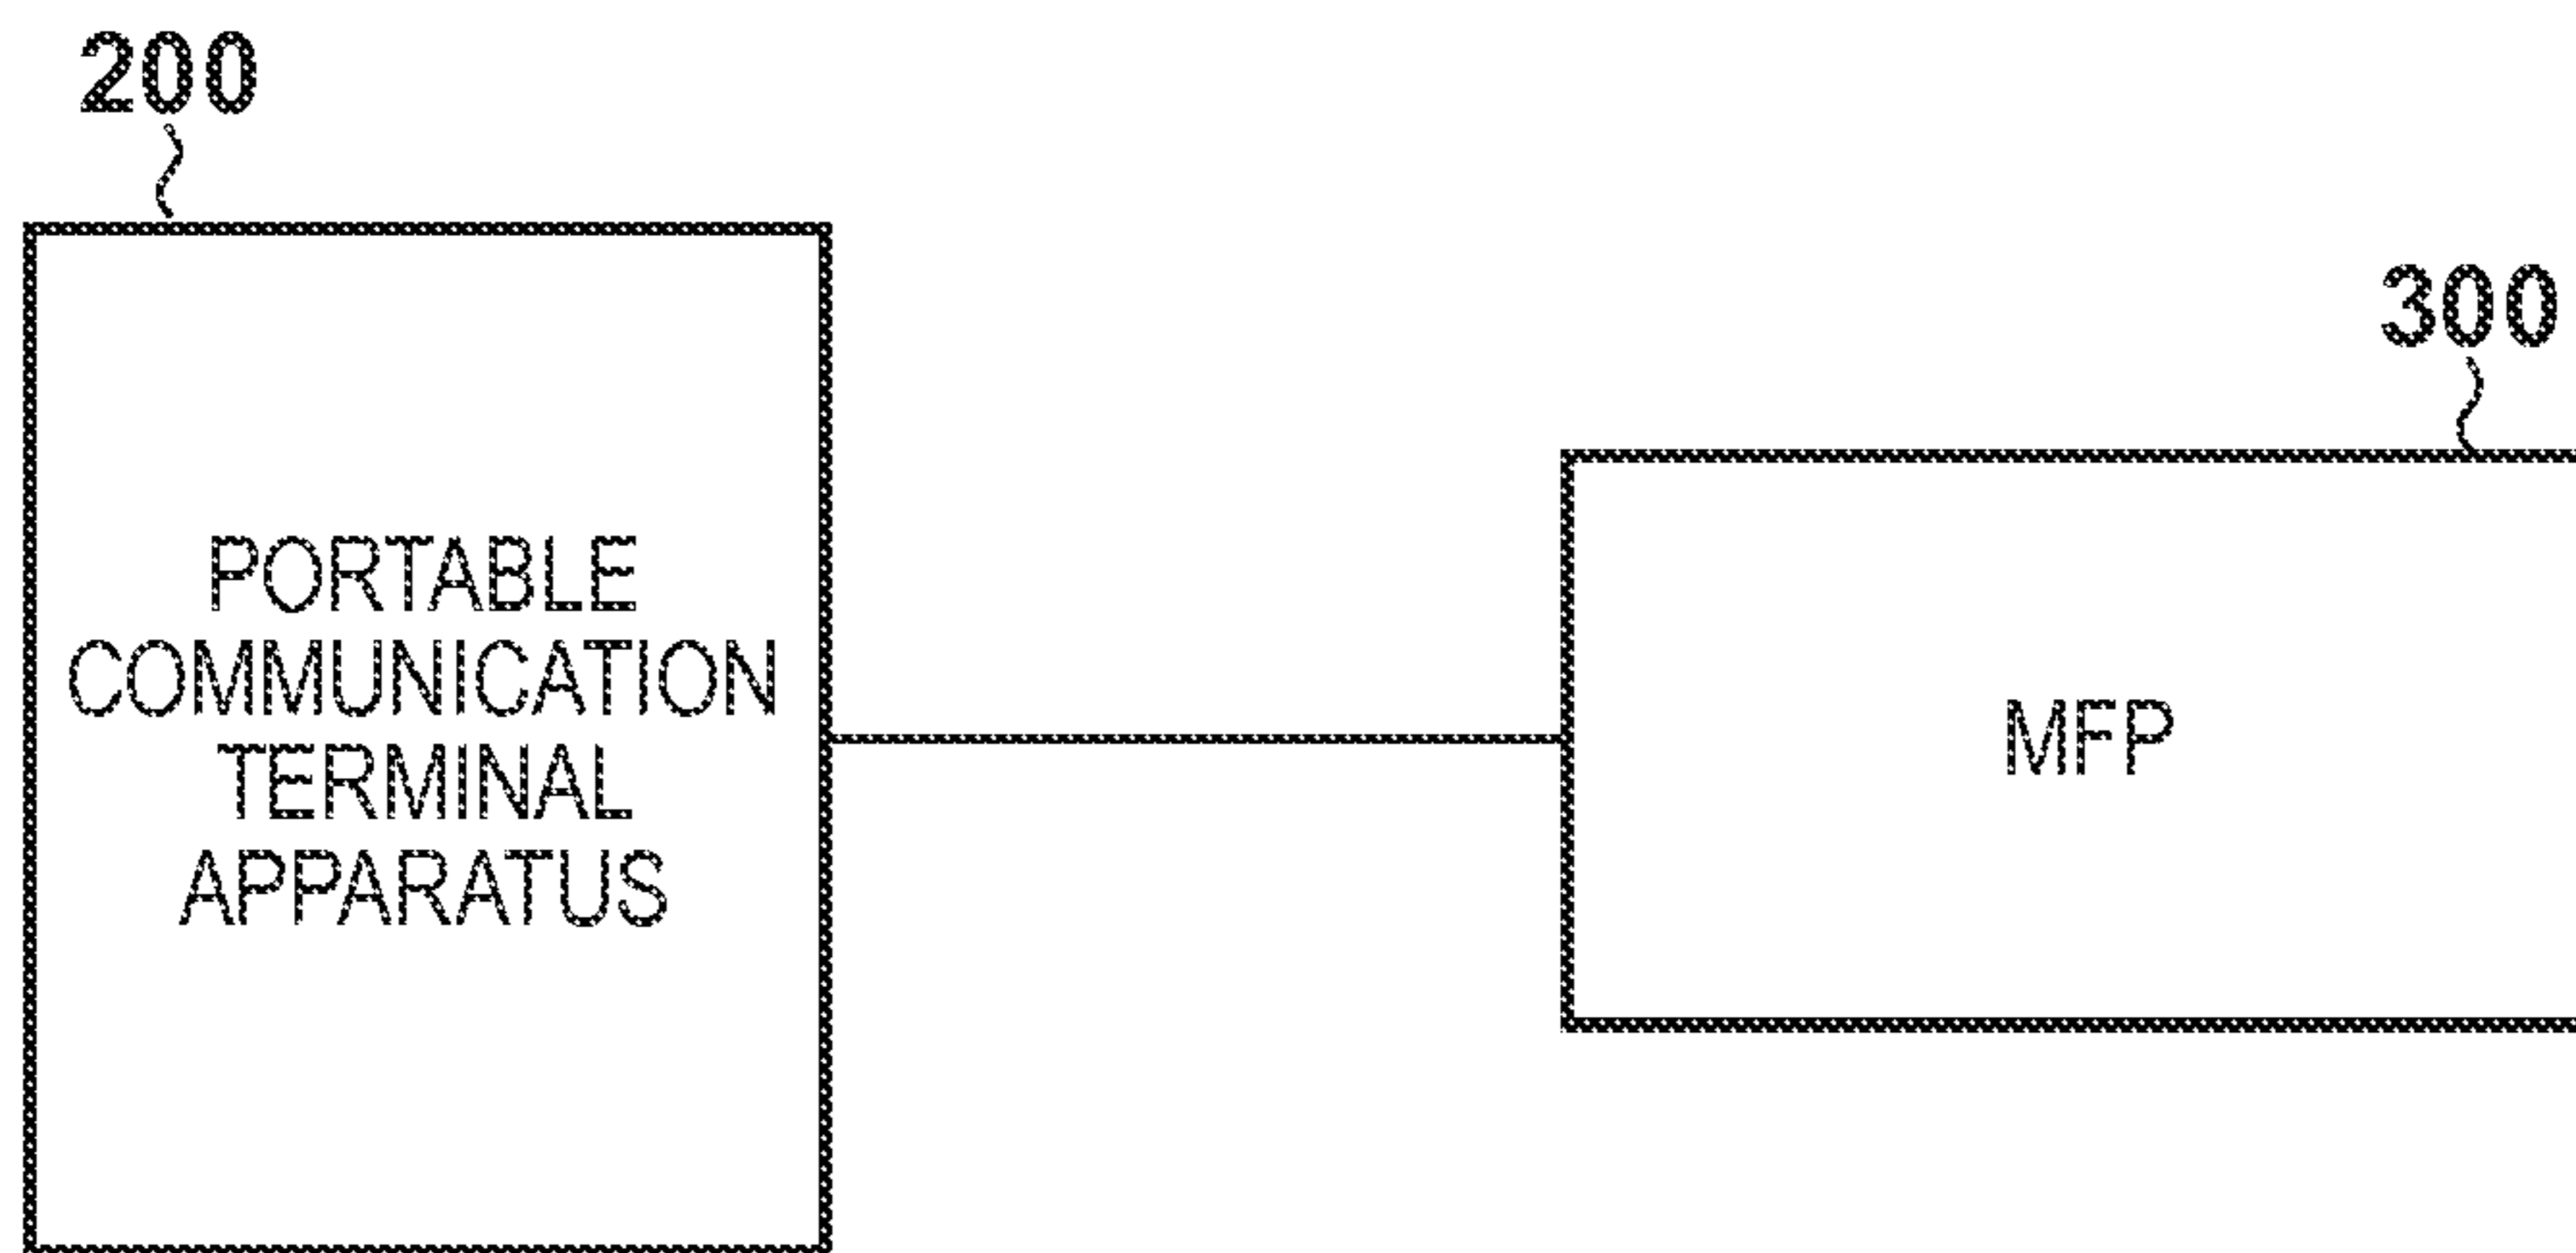 200
300
PORTABLE
COMMUNICATION
TERMINAL
APPARATUS
MFP